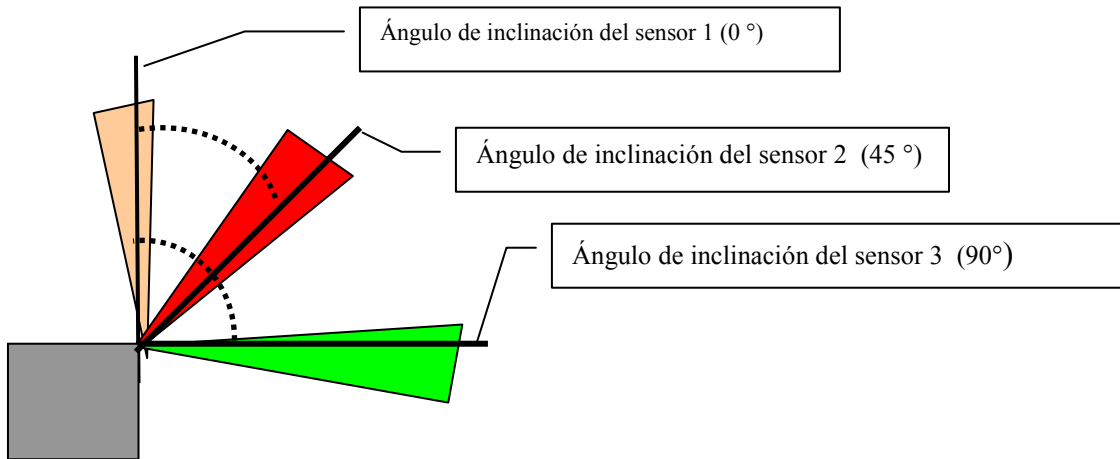 Ángulo de inclinación del sensor 1 (0 °)
Ángulo de inclinación del sensor 2 (45 °)
Ángulo de inclinación del sensor 3 (90°)